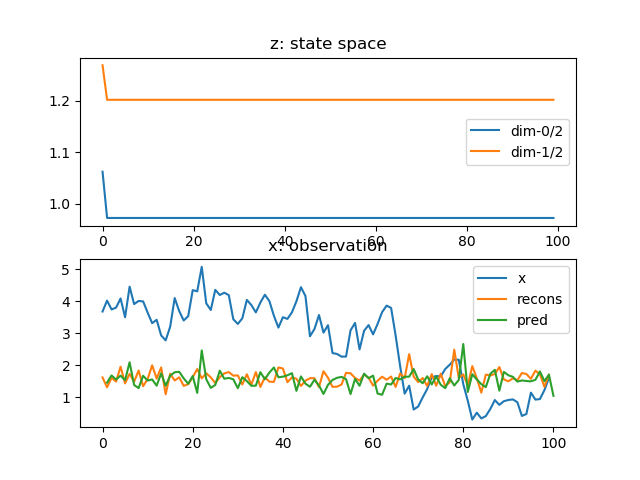 z: state space
1.2
1.1
1.0
dim-0/2
dim-1/2
0 20 40 60 80 100
x: observation
5
4
3
2
1
x
recons
pred
0 20 40 60 80 100